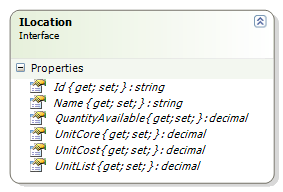 ILocation
Interface
Properties
Id { get; set; } : string
Name { get; set; } : string
QuantityAvailable { get; set; } : decimal
UnitCore { get; set; } : decimal
UnitCost { get; set; } : decimal
UnitList { get; set; } : decimal